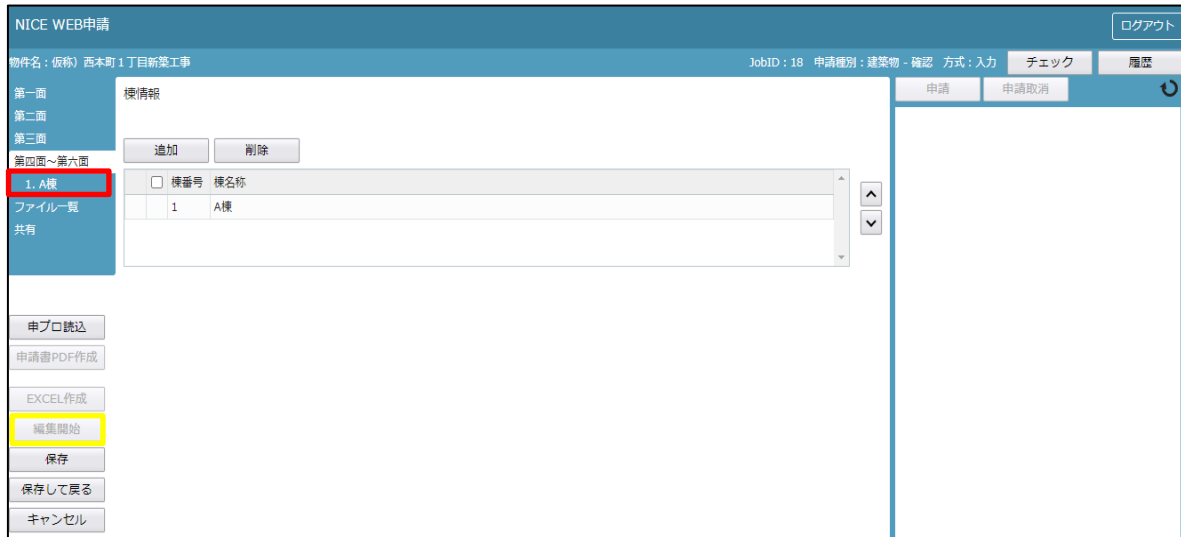 NICE WEB申請
ログアウト
物件名：仮称）西本町１丁目新築工事
JobID：18 申請種別：建築物 - 確認 方式：入力
チェック
履歴
第一面
第二面
第三面
第四面～第六面
1. A棟
ファイル一覧
共有
棟情報
追加
削除
棟番号 棟名称
1 A棟
申請
申請取消
申プロ読込
申請書PDF作成
EXCEL作成
編集開始
保存
保存して戻る
キャンセル